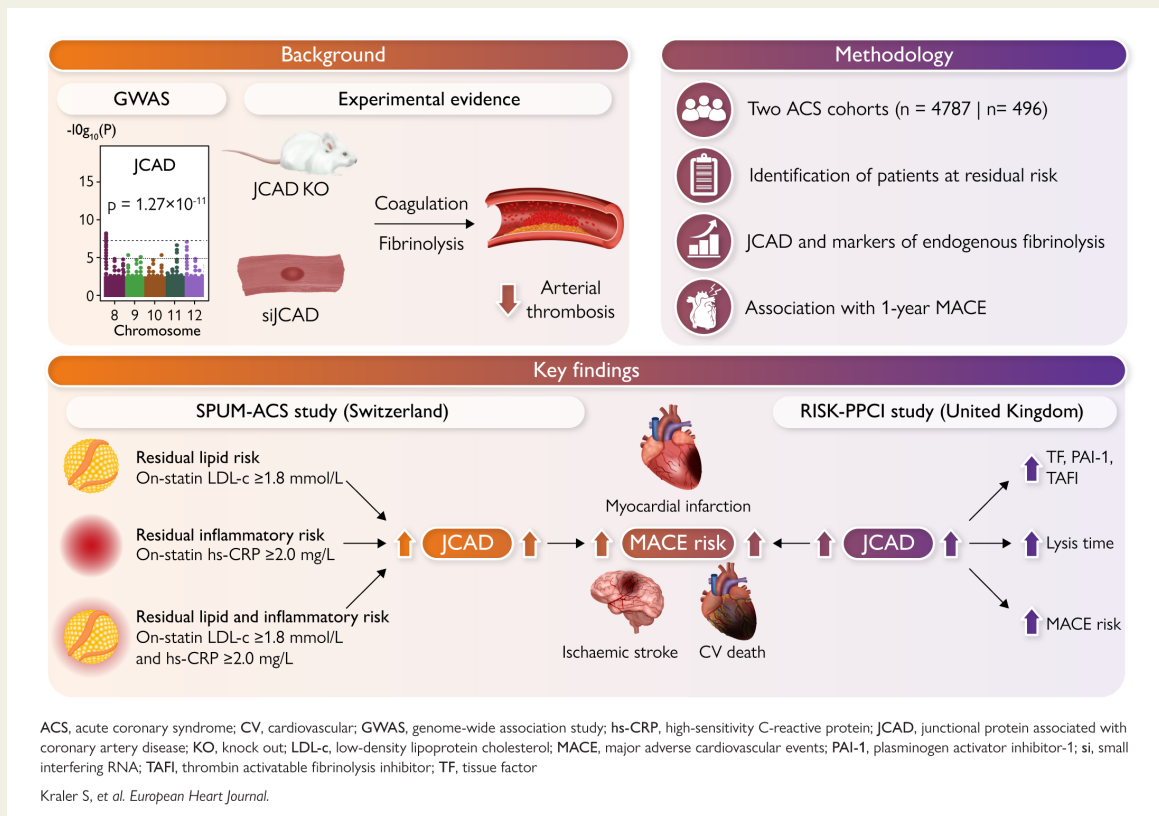 Background
GWAS
Experimental evidence
-l0g10(P)
JCAD
15
p = 1.27×10-11
10
5
0
8 9 10 11 12
Chromosome
JCAD KO
siJCAD
Coagulation
Fibrinolysis
Arterial
thrombosis
Methodology
Two ACS cohorts (n = 4787 | n= 496)
Identification of patients at residual risk
JCAD and markers of endogenous fibrinolysis
Association with 1-year MACE
Key findings
SPUM-ACS study (Switzerland)
RISK-PPCI study (United Kingdom)
Residual lipid risk
On-statin LDL-c ≥1.8 mmol/L
Residual inflammatory risk
On-statin hs-CRP ≥2.0 mg/L
Residual lipid and inflammatory risk
On-statin LDL-c ≥1.8 mmol/L
and hs-CRP ≥2.0 mg/L
JCAD
Myocardial infarction
MACE risk
Ischaemic stroke
CV death
JCAD
TF, PAI-1,
TAFI
Lysis time
MACE risk
ACS, acute coronary syndrome; CV, cardiovascular; GWAS, genome-wide association study; hs-CRP, high-sensitivity C-reactive protein; JCAD, junctional protein associated with
coronary artery disease; KO, knock out; LDL-c, low-density lipoprotein cholesterol; MACE, major adverse cardiovascular events; PAI-1, plasminogen activator inhibitor-1; si, small
interfering RNA; TAFI, thrombin activatable fibrinolysis inhibitor; TF, tissue factor
Kraler S, et al. European Heart Journal.